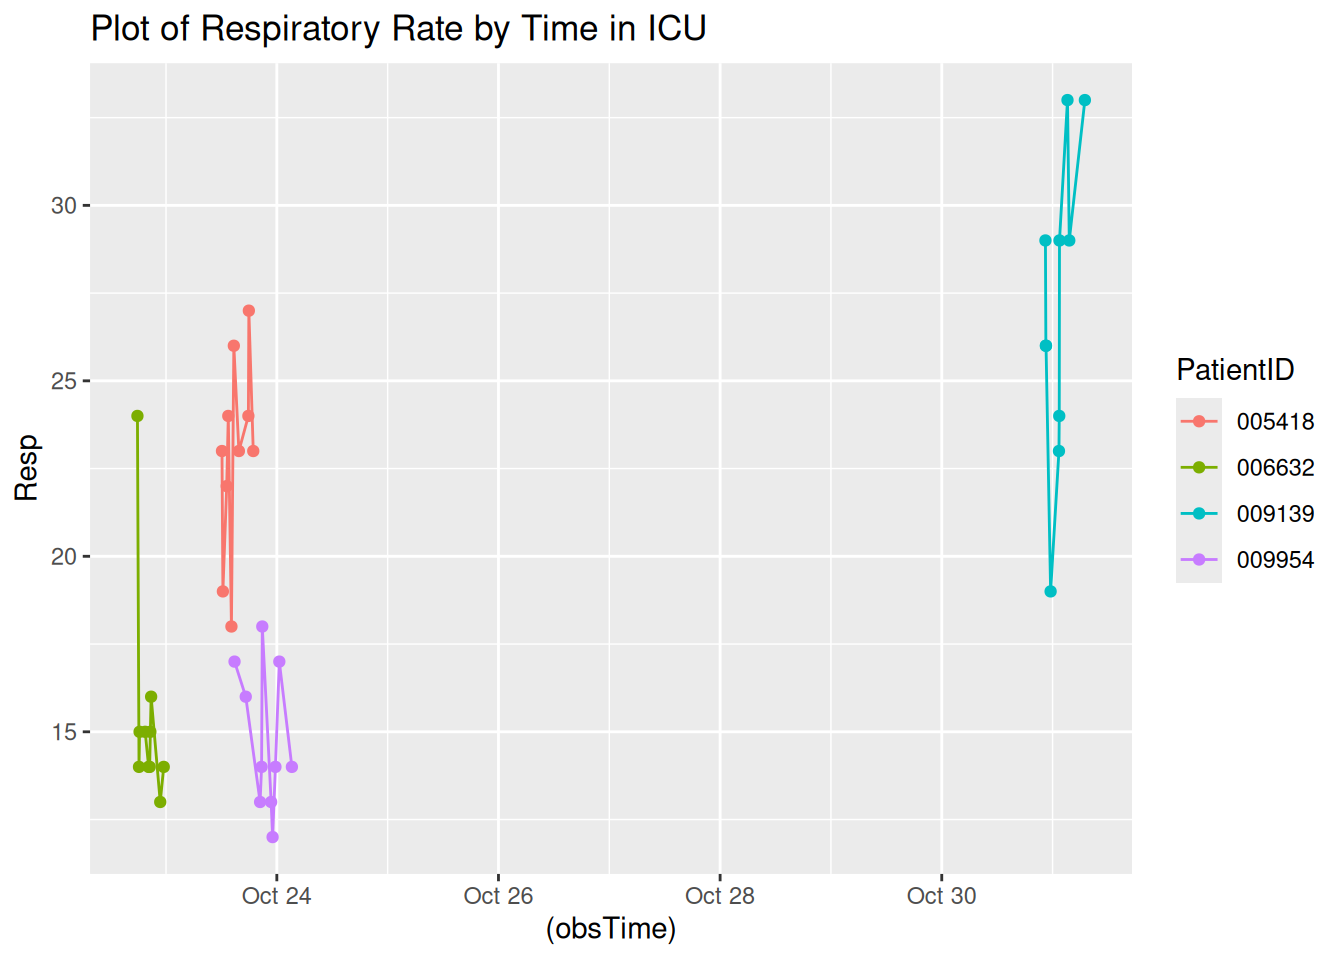 Plot of Respiratory Rate by Time in ICU
Resp
30
25
20
15
Oct 24 Oct 26 Oct 28 Oct 30
(obsTime)
PatientID
005418
006632
009139
009954